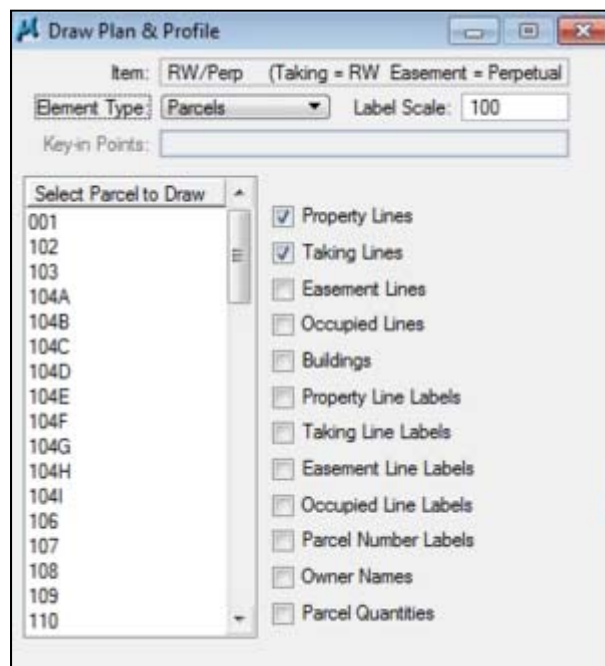 Draw Plan & Profile
Item: RW/Perp (Taking = RW Easement = Perpetual
Element Type: Parcels Label Scale: 100
Key-in Points:
Select Parcel to Draw
001
102
103
104A
104B
104C
104D
104E
104F
104G
104H
104I
106
107
108
109
110
Property Lines
Taking Lines
Easement Lines
Occupied Lines
Buildings
Property Line Labels
Taking Line Labels
Easement Line Labels
Occupied Line Labels
Parcel Number Labels
Owner Names
Parcel Quantities